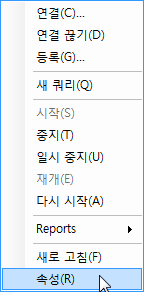 연결(C)...
연결 끊기(D)
등록(G)...
새 쿼리(Q)
시작(S)
중지(T)
일시 중지(U)
재개(E)
다시 시작(A)
Reports
새로 고침(F)
속성(R)